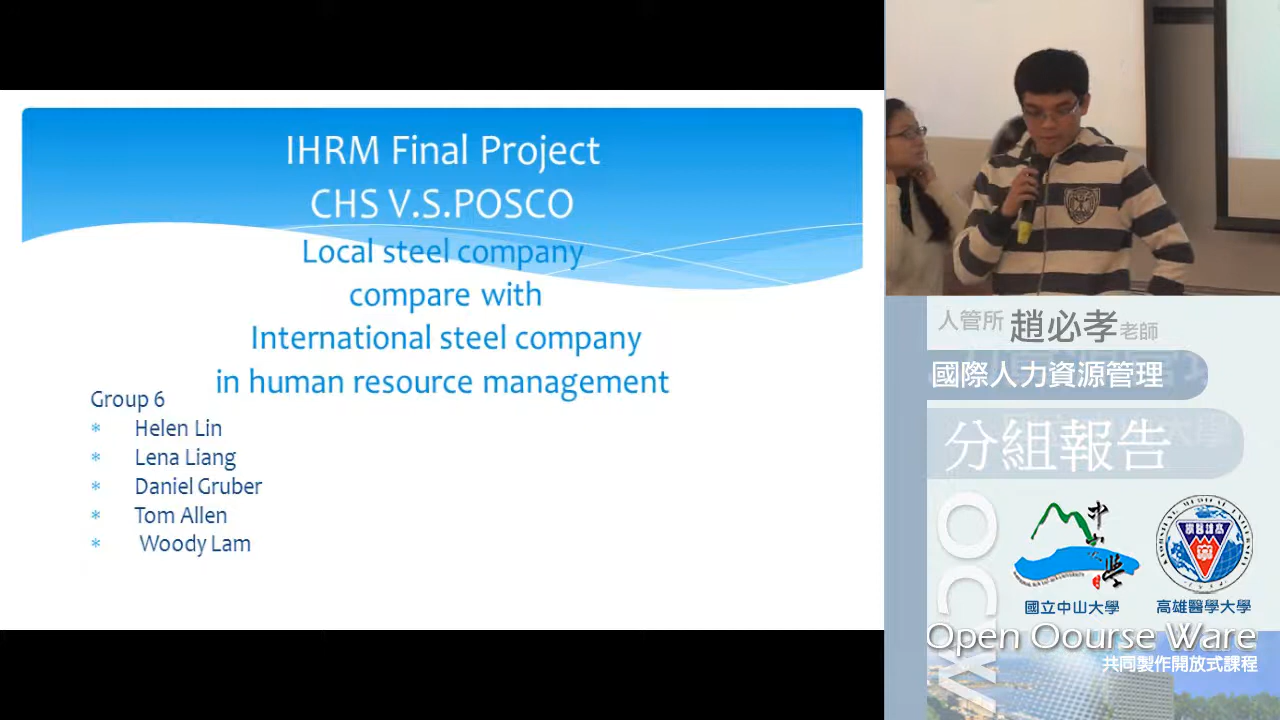 IHRM Final Project
CHS V.S.POSCO
Local steel company
compare with
International steel company
in human resource management
Group 6
* Helen Lin
* Lena Liang
* Daniel Gruber
* Tom Allen
* Woody Lam
人管所 趙必孝老師
國際人力資源管理
分組報告
OCW
國立中山大學
高雄醫學大學
Open Oourse Ware
共同製作開放式課程